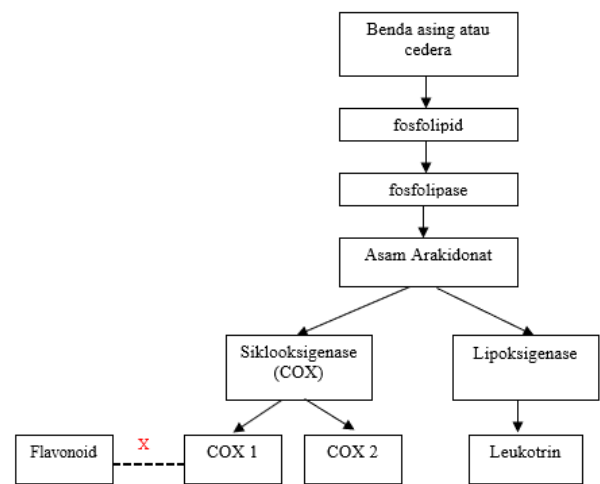 Benda asing atau
cedera
fosfolipid
fosfolipase
Asam Arakidonat
Siklooksigenase
(COX)
Lipoksigenase
Flavonoid
X
COX 1
COX 2
Leukotrin